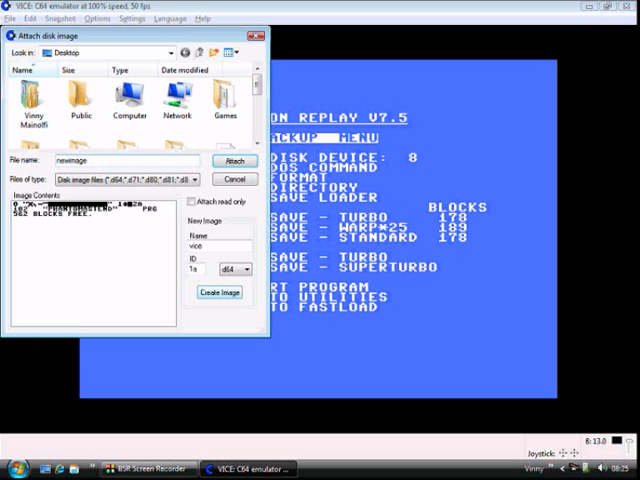 VICE: C64 emulator at 100% speed, 50 fps
File Edit Snapshot Options Settings Language Help
Attach disk image
Look in: Desktop
Name Size Type Date modified
Vinny Mainolfi
Public
Computer
Network
Games
File name: newimage
Attach
Files of type: Disk image files (*.d64;*.d71;*.d80;*.d81;*.d8
Cancel
Image Contents
Attach read only
PRG
562 BLOCKS FREE.
New Image
Name
vice
ID
1a
d64
Create Image
ON REPLAY V7.5
ACKUP MENU
DISK DEVICE: 8
DOS COMMAND
FORMAT
DIRECTORY
SAVE LOADER
BLOCKS
SAVE - TURBO 178
SAVE - WARP*25 189
SAVE - STANDARD 178
SAVE - TURBO
SAVE - SUPERTURBO
RT PROGRAM
TO UTILITIES
TO FASTLOAD
8: 13.0
Joystick:
BSR Screen Recorder
VICE: C64 emulator ...
Vinny
08:25